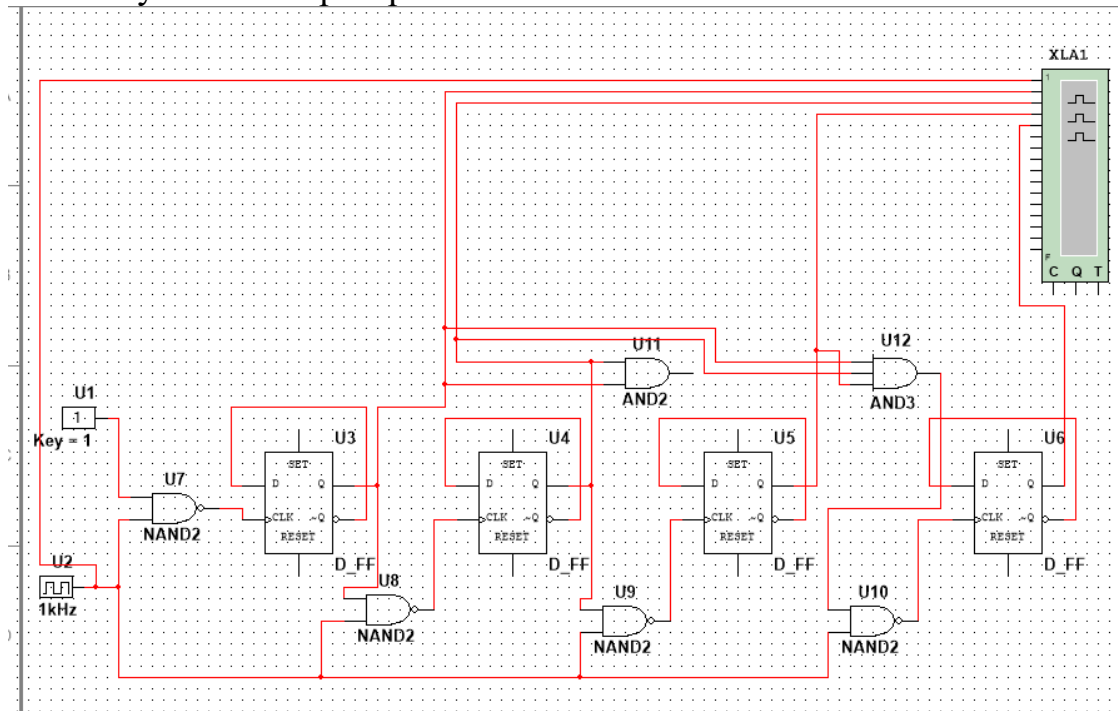 XLA1
1
F
C Q T
U11
AND2
U12
AND3
U1
1
Key = 1
U3
SET
D Q
CLK ~Q
RESET
D_FF
U4
SET
D Q
CLK ~Q
RESET
D_FF
U5
SET
D Q
CLK ~Q
RESET
D_FF
U6
SET
D Q
CLK ~Q
RESET
D_FF
U7
NAND2
U2
1kHz
U8
NAND2
U9
NAND2
U10
NAND2